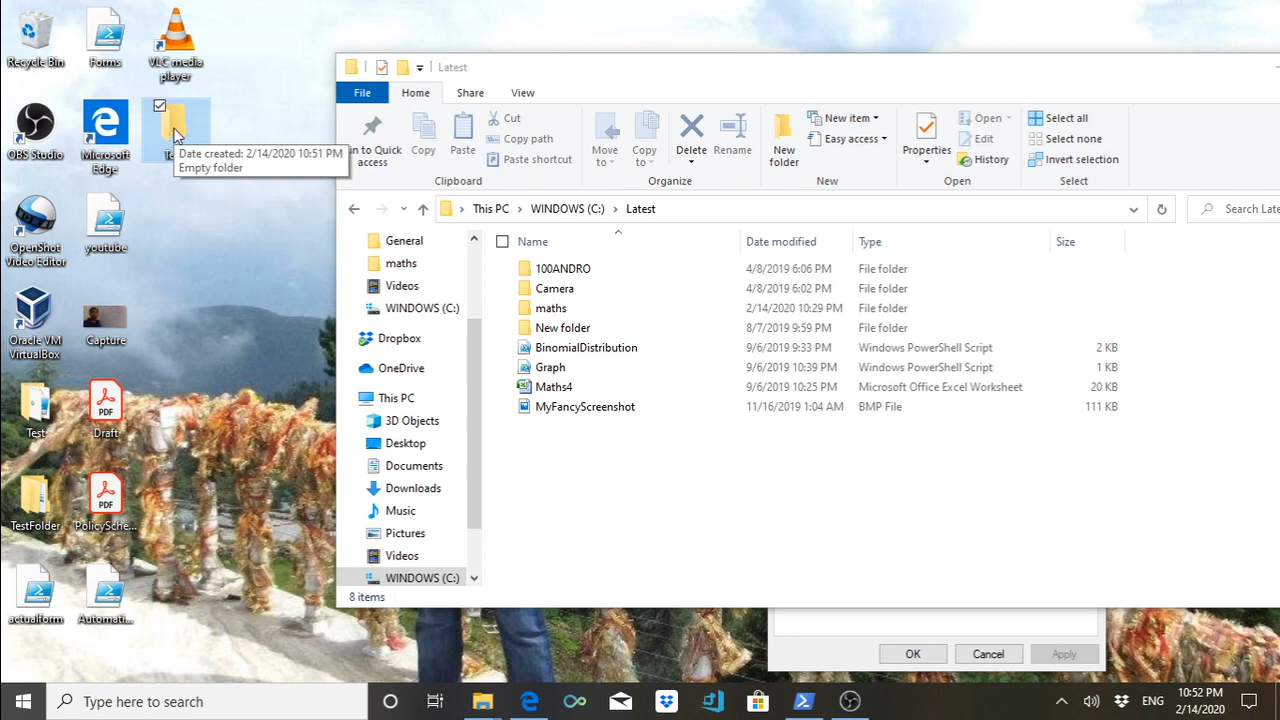 Recycle Bin
Forms
VLC media
player
OBS Studio
Microsoft
Edge
Date created: 2/14/2020 10:51 PM
Empty folder
OpenShot
Video Editor
youtube
Oracle VM
VirtualBox
Capture
Test
Draft
PDF
TestFolder
PolicySche...
PDF
actualform
Automati...
Latest
File
Home
Share
View
in to Quick
access
Copy
Paste
Cut
Copy path
Paste shortcut
Clipboard
Move
to
Copy
to
Delete
Rename
Organize
New
folder
New item
Easy access
New
Properties
Open
Edit
History
Open
Select all
Select none
Invert selection
Select
This PC
WINDOWS (C:)
Latest
Search Late
General
maths
Videos
WINDOWS (C:)
Dropbox
OneDrive
This PC
3D Objects
Desktop
Documents
Downloads
Music
Pictures
Videos
WINDOWS (C:)
Name Date modified Type Size
100ANDRO 4/8/2019 6:06 PM File folder
Camera 4/8/2019 6:02 PM File folder
maths 2/14/2020 10:29 PM File folder
New folder 8/7/2019 9:59 PM File folder
BinomialDistribution 9/6/2019 9:33 PM Windows PowerShell Script 2 KB
Graph 9/6/2019 10:39 PM Windows PowerShell Script 1 KB
Maths4 9/6/2019 10:25 PM Microsoft Office Excel Worksheet 20 KB
MyFancyScreenshot 11/16/2019 1:04 AM BMP File 111 KB
8 items
OK
Cancel
Apply
Type here to search
ENG
10:52 PM
2/14/2020